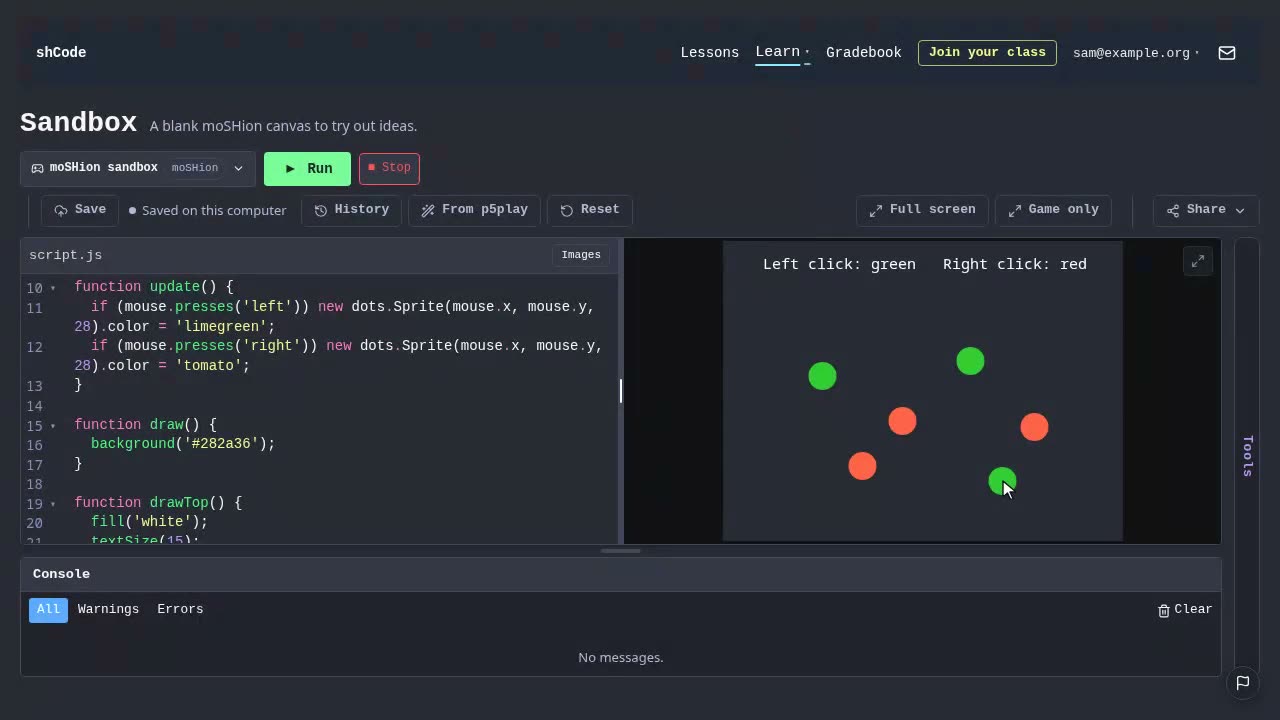 shCode
Lessons
Learn
Gradebook
Join your class
sam@example.org
Sandbox
A blank moSHion canvas to try out ideas.
moSHion sandbox
moSHion
Run
Stop
Save
Saved on this computer
History
From p5play
Reset
Full screen
Game only
Share
script.js
Images
10 function update() {
11 if (mouse.presses('left')) new dots.Sprite(mouse.x, mouse.y,
28).color = 'limegreen';
12 if (mouse.presses('right')) new dots.Sprite(mouse.x, mouse.y,
28).color = 'tomato';
13 }
14
15 function draw() {
16 background('#282a36');
17 }
18
19 function drawTop() {
20 fill('white');
21 textSize(15);
Left click: green Right click: red
Tools
Console
All
Warnings
Errors
Clear
No messages.